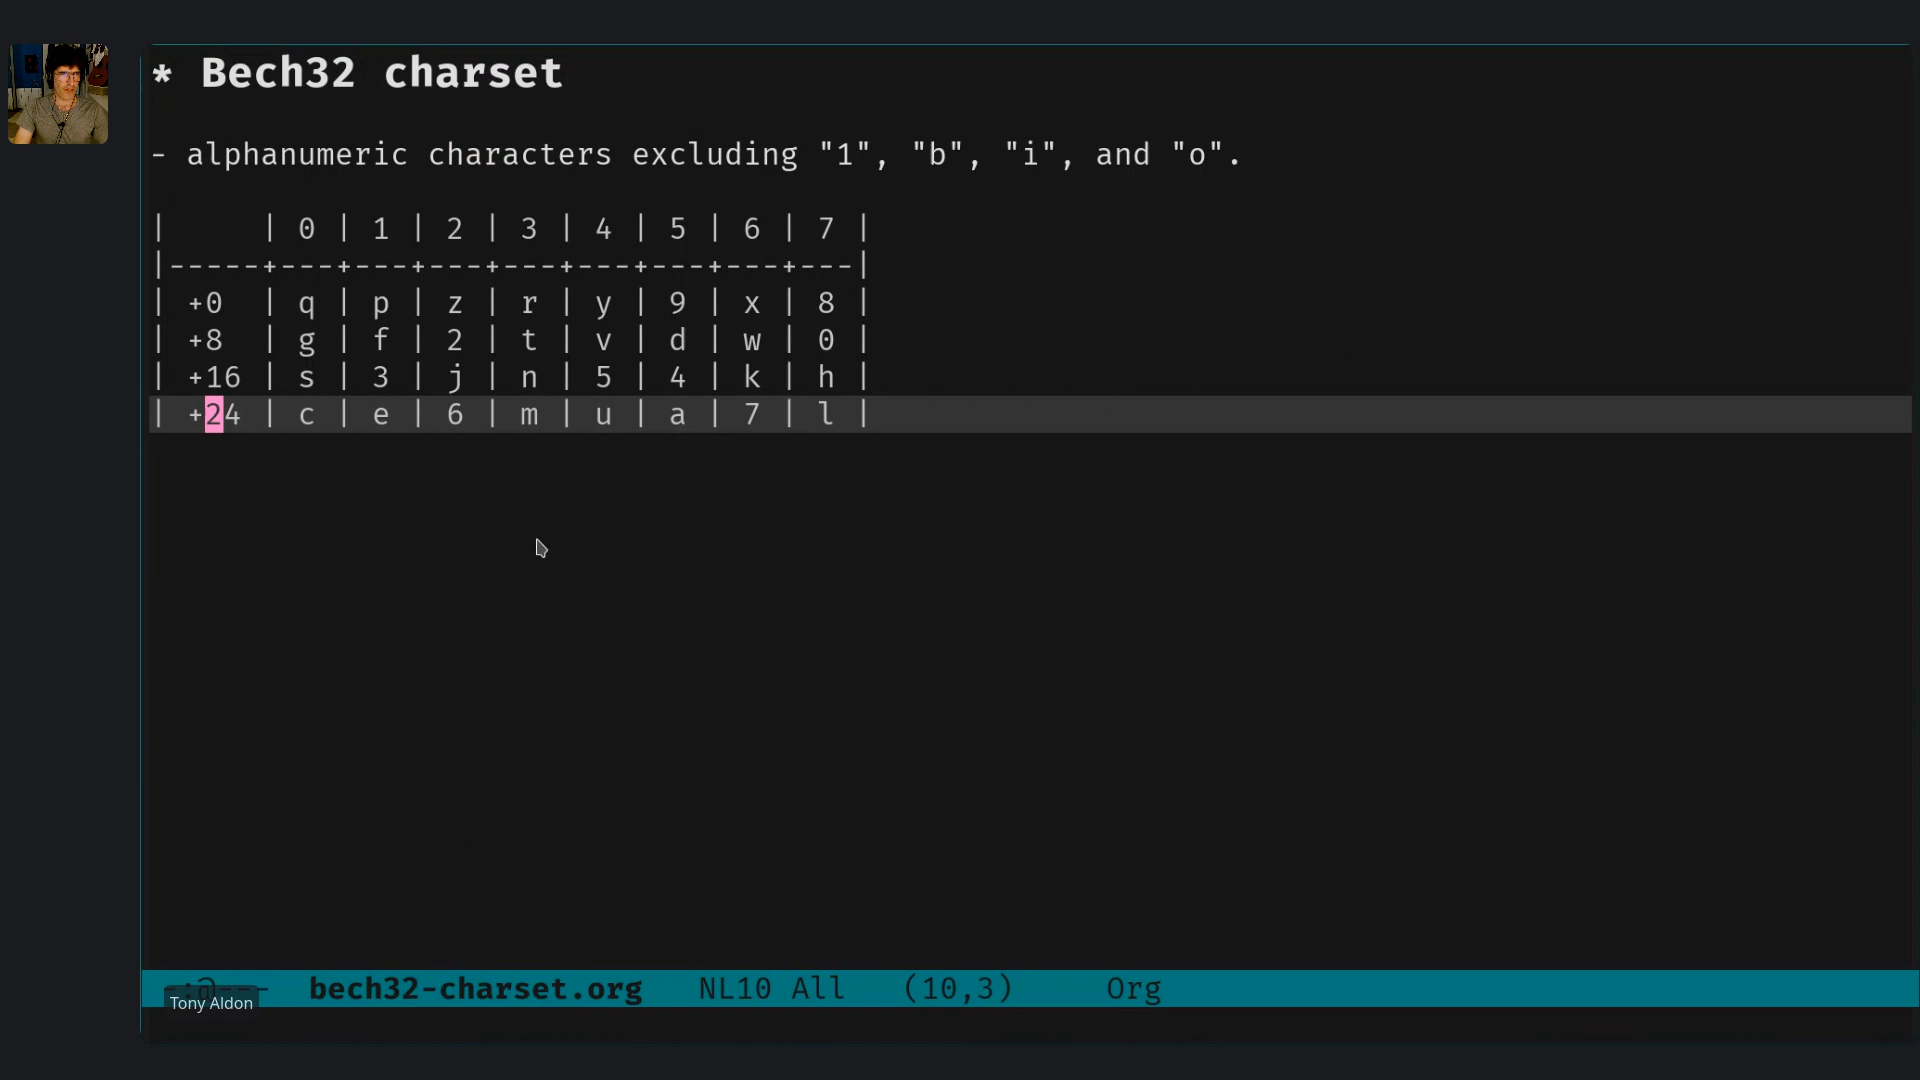 * Bech32 charset
- alphanumeric characters excluding "1", "b", "i", and "o".
|     | 0 | 1 | 2 | 3 | 4 | 5 | 6 | 7 |
|-----+---+---+---+---+---+---+---+---|
| +0  | q | p | z | r | y | 9 | x | 8 |
| +8  | g | f | 2 | t | v | d | w | 0 |
| +16 | s | 3 | j | n | 5 | 4 | k | h |
| +24 | c | e | 6 | m | u | a | 7 | l |
-:@--- bech32-charset.org NL10 All (10,3) Org
Tony Aldon